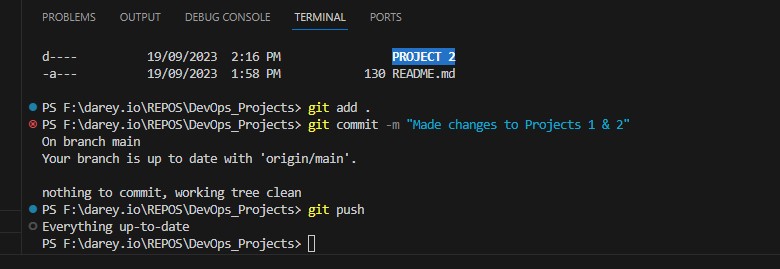 PROBLEMS OUTPUT DEBUG CONSOLE TERMINAL PORTS
d---- 19/09/2023 2:16 PM PROJECT 2
-a--- 19/09/2023 1:58 PM 130 README.md
PS F:\darey.io\REPOS\DevOps_Projects> git add .
PS F:\darey.io\REPOS\DevOps_Projects> git commit -m "Made changes to Projects 1 & 2"
On branch main
Your branch is up to date with 'origin/main'.
nothing to commit, working tree clean
PS F:\darey.io\REPOS\DevOps_Projects> git push
Everything up-to-date
PS F:\darey.io\REPOS\DevOps_Projects>